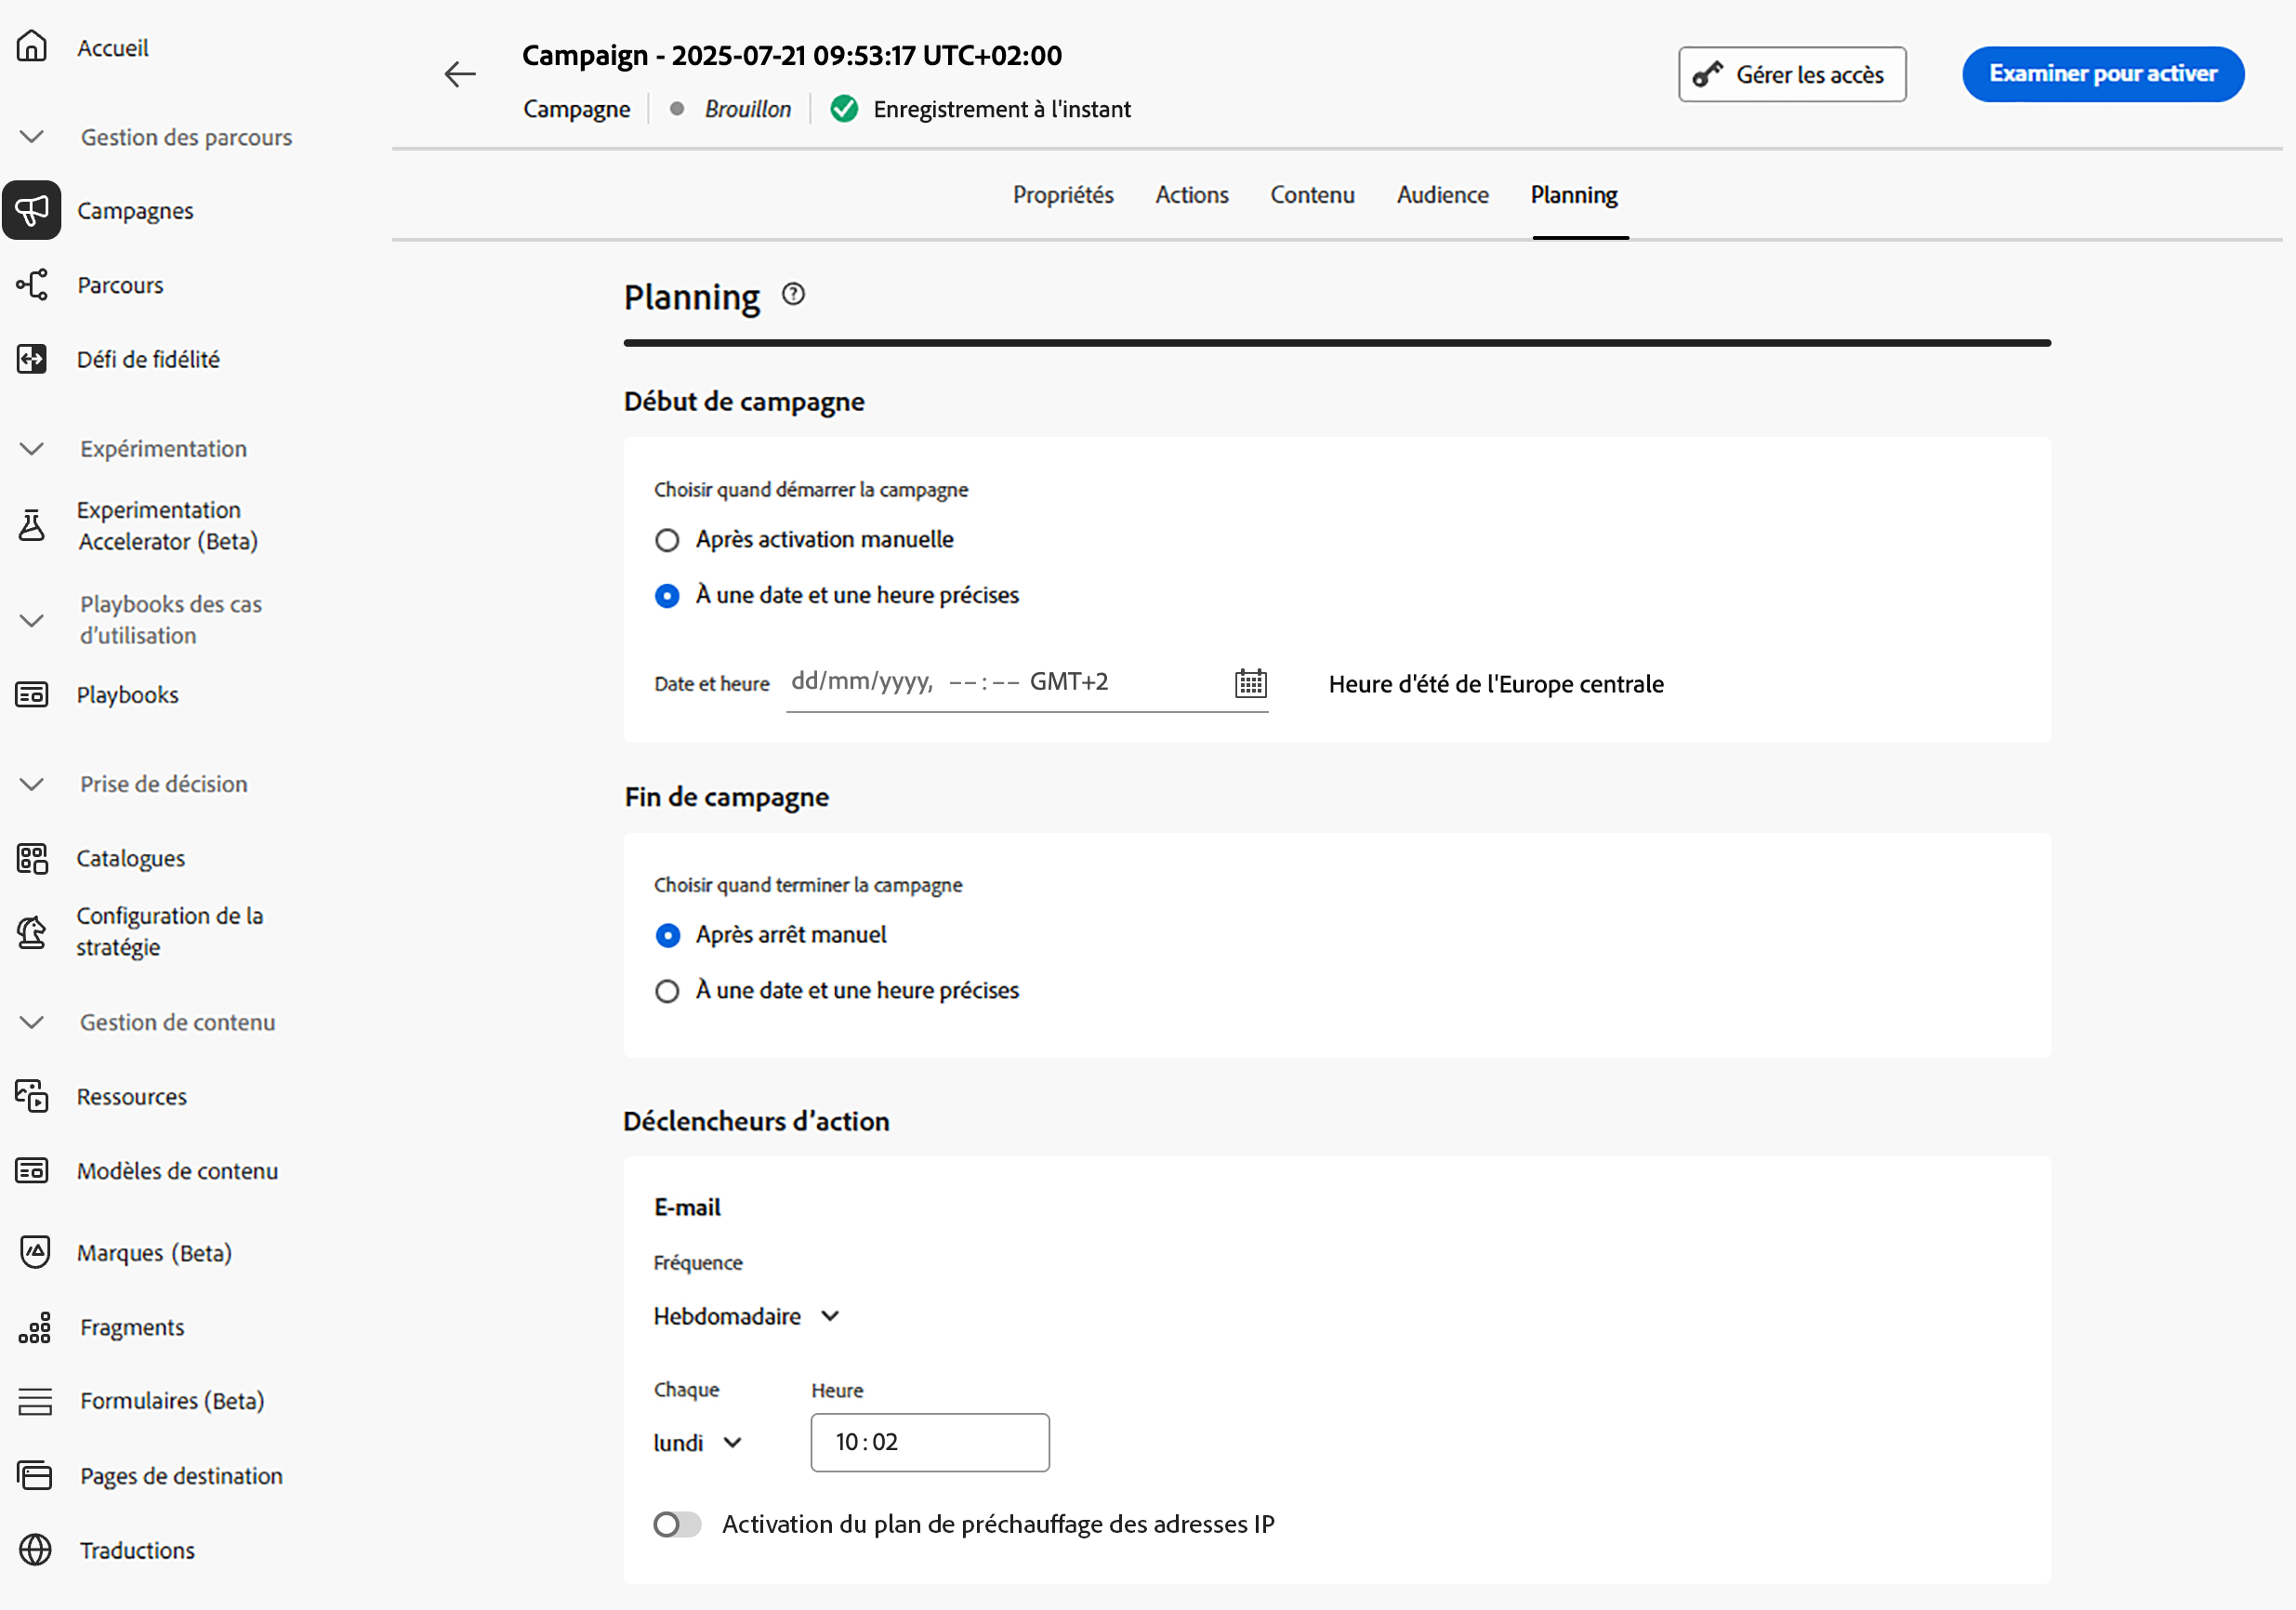 Accueil
Gestion des parcours
Campagnes
Parcours
Défi de fidélité
Expérimentation
Experimentation
Accelerator (Beta)
Playbooks des cas
d’utilisation
Playbooks
Prise de décision
Catalogues
Configuration de la
stratégie
Gestion de contenu
Ressources
Modèles de contenu
Marques (Beta)
Fragments
Formulaires (Beta)
Pages de destination
Traductions
Campaign - 2025-07-21 09:53:17 UTC+02:00
Campagne Brouillon Enregistrement à l'instant
Gérer les accès
Examiner pour activer
Propriétés Actions Contenu Audience Planning
Planning
Début de campagne
Choisir quand démarrer la campagne
Après activation manuelle
À une date et une heure précises
Date et heure dd/mm/yyyy, --:-- GMT+2 Heure d'été de l'Europe centrale
Fin de campagne
Choisir quand terminer la campagne
Après arrêt manuel
À une date et une heure précises
Déclencheurs d’action
E-mail
Fréquence
Hebdomadaire
Chaque Heure
lundi 10:02
Activation du plan de préchauffage des adresses IP